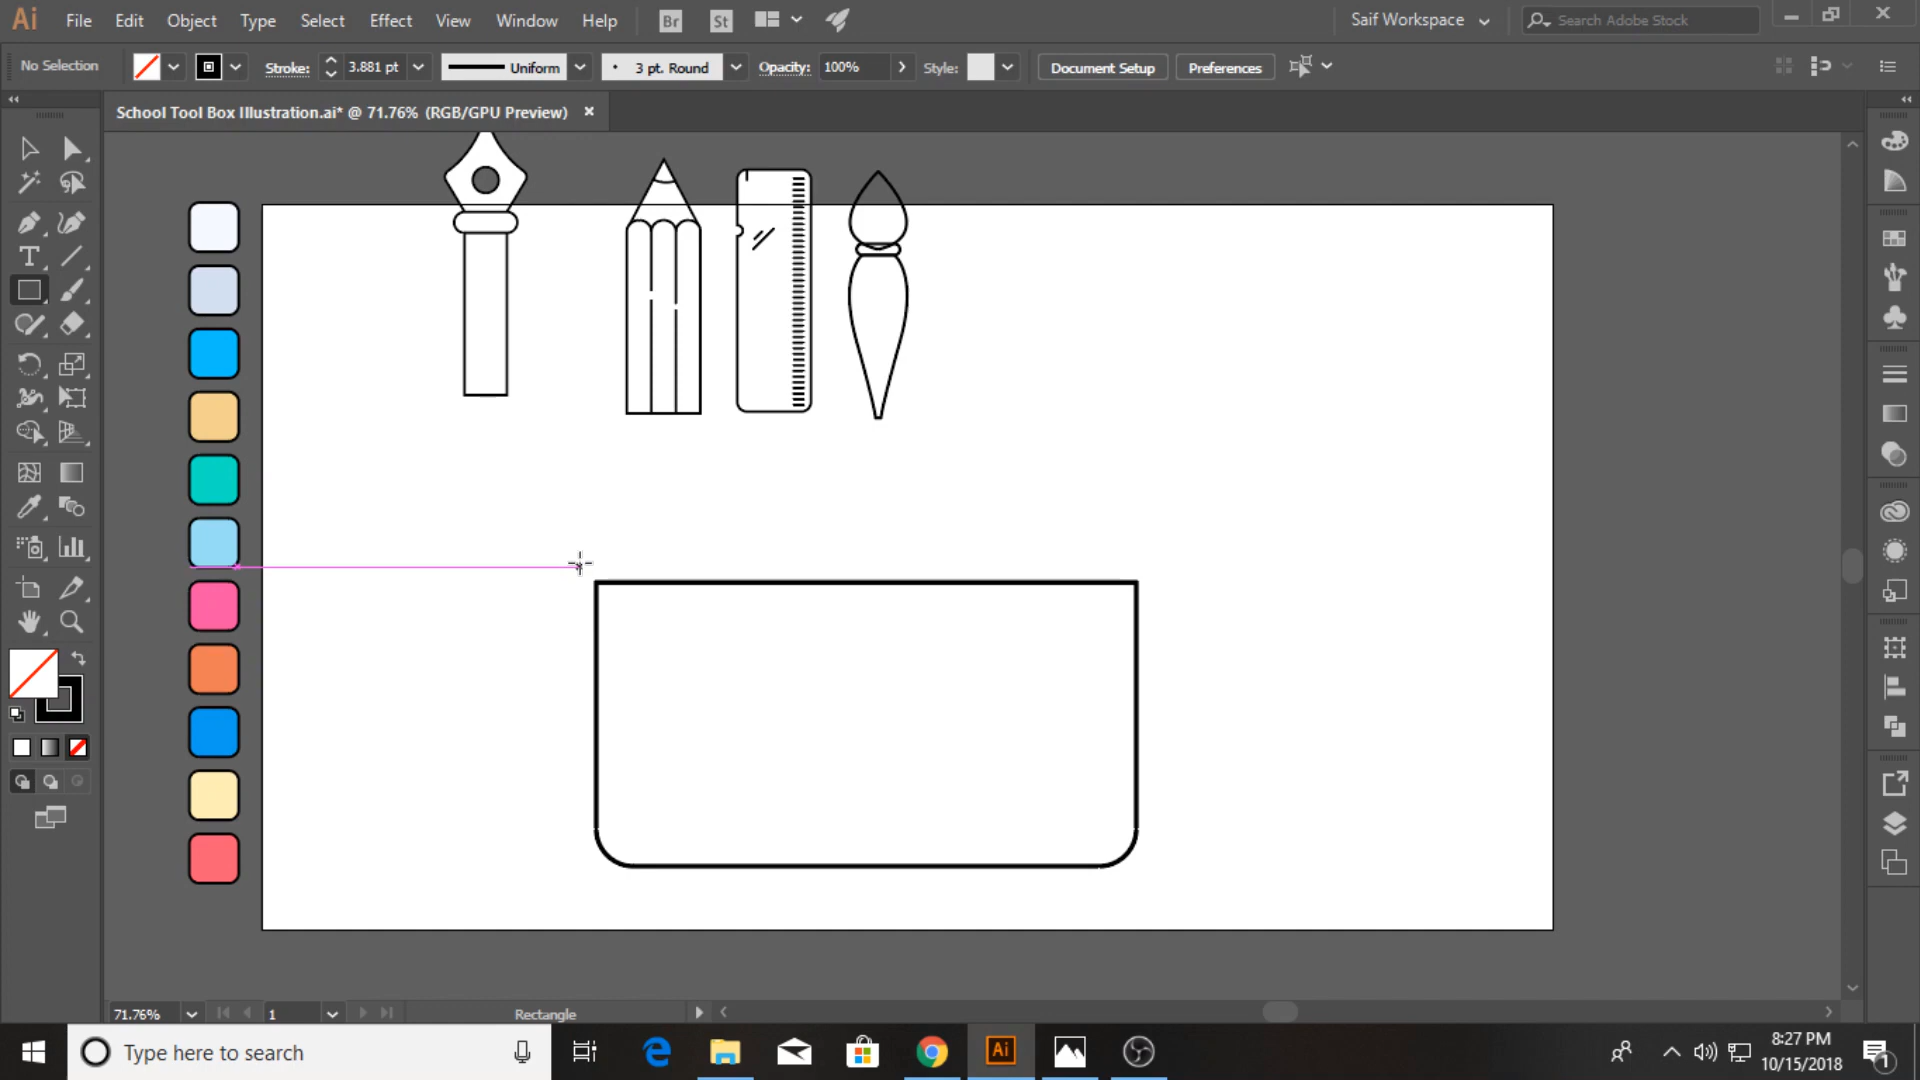 Ai File Edit Object Type Select Effect View Window Help Br St Saif Workspace Search Adobe Stock
No Selection Stroke: 3.881 pt Uniform 3 pt. Round Opacity: 100% Style: Document Setup Preferences
School Tool Box Illustration.ai* @ 71.76% (RGB/GPU Preview)
71.76% 1 Rectangle
Type here to search Ai
8:27 PM
10/15/2018
1